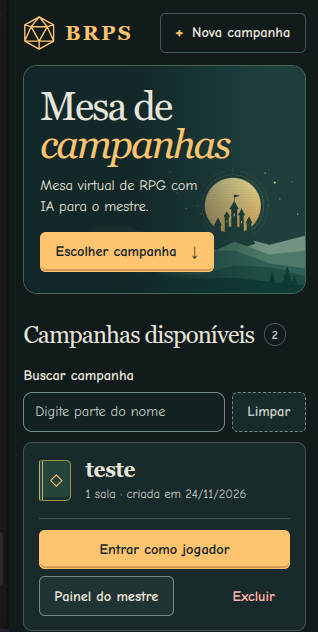 BRPS
+ Nova campanha
Mesa de
campanhas
Mesa virtual de RPG com
IA para o mestre.
Escolher campanha ↓
Campanhas disponíveis 2
Buscar campanha
Digite parte do nome
Limpar
teste
1 sala · criada em 24/11/2026
Entrar como jogador
Painel do mestre
Excluir